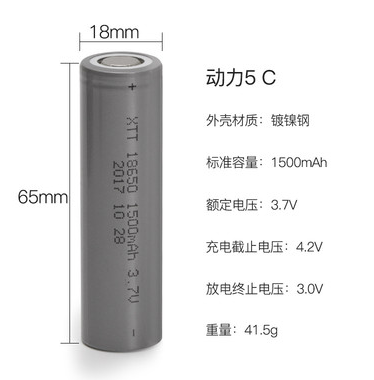 18mm
65mm
+
XTT 18650 1500mAh 3.7V
2017 10 28
-
动力5 C
外壳材质：镀镍钢
标准容量：1500mAh
额定电压：3.7V
充电截止电压：4.2V
放电终止电压：3.0V
重量：41.5g